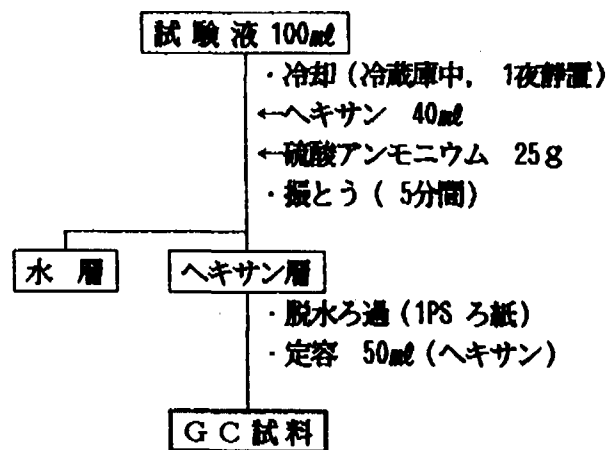 試験液 100㎖
・冷却（冷蔵庫中，1夜静置）
←ヘキサン 40㎖
←硫酸アンモニウム 25g
・振とう（5分間）
水層
ヘキサン層
・脱水ろ過（1PS ろ紙）
・定容 50㎖（ヘキサン）
GC試料